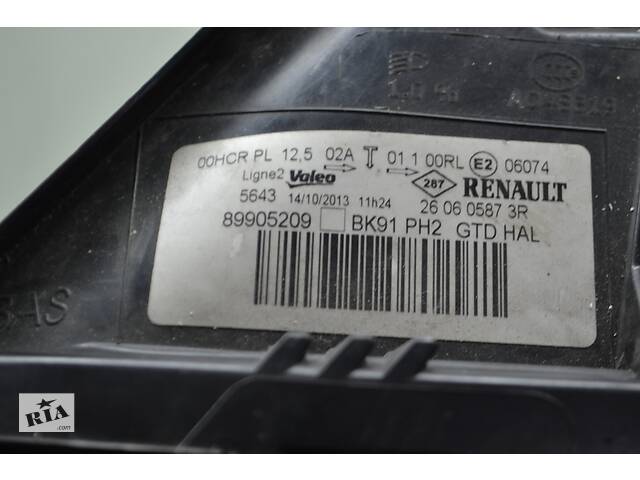 00HCR PL 12,5 02A 01,1 00RL E2 06074
Ligne2 Valeo 287 RENAULT
5643 14/10/2013 11h24 26 06 0587 3R
89905209 BK91 PH2 GTD HAL
RIA
.com